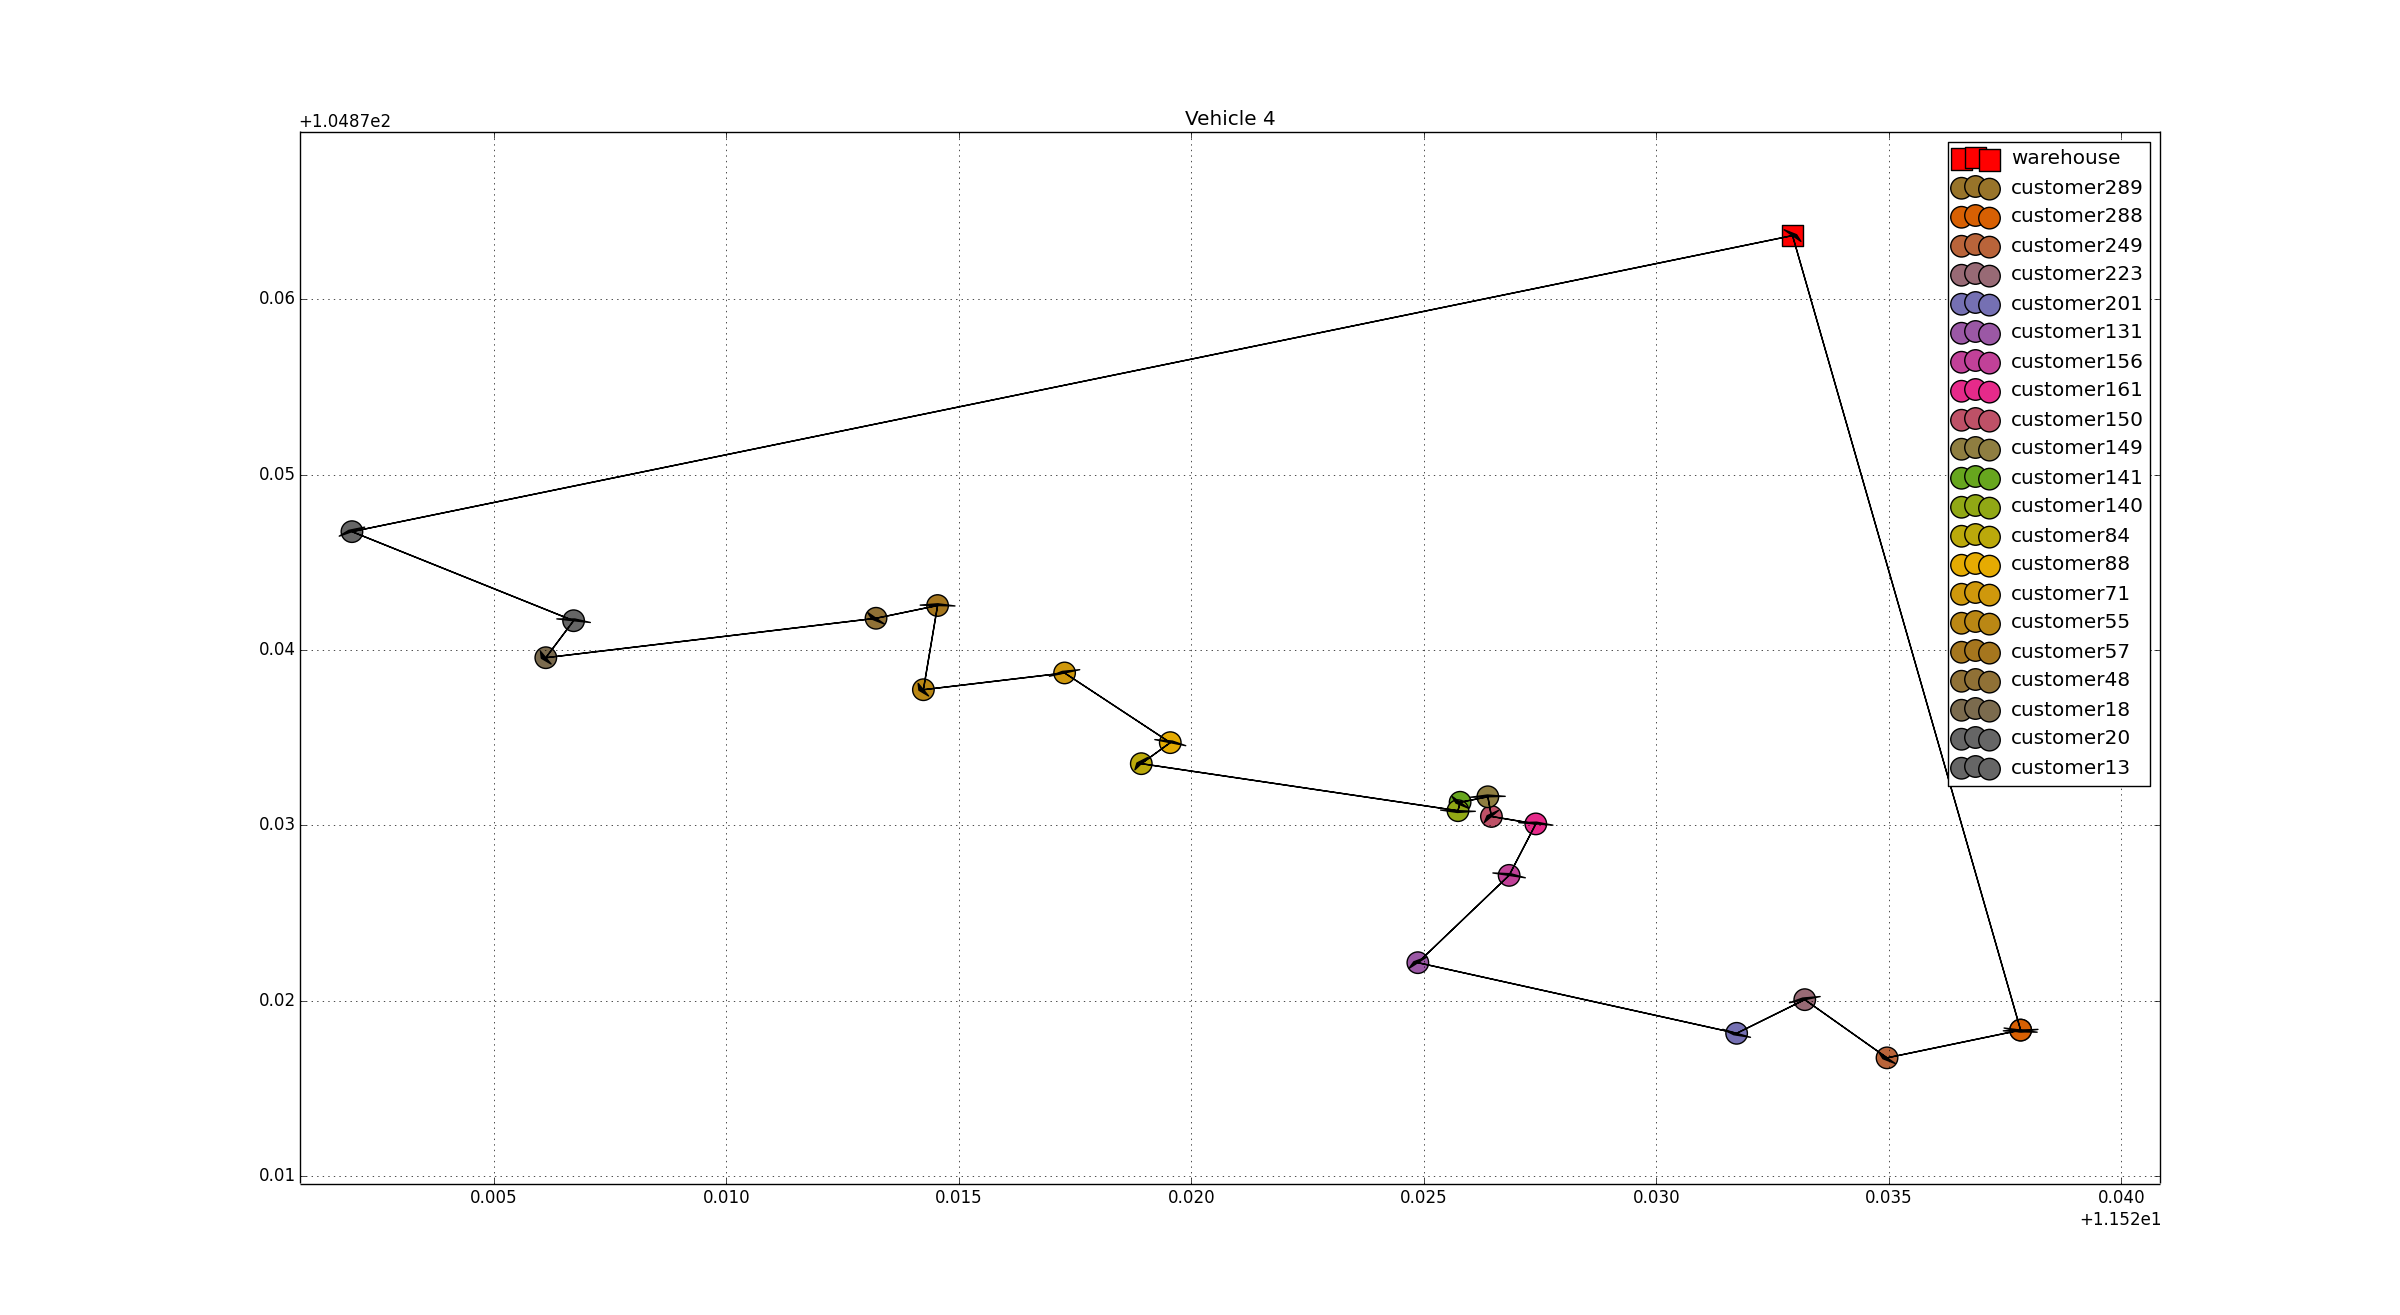 Vehicle 4
+1.0487e2
0.06
0.05
0.04
0.03
0.02
0.01
0.005
0.010
0.015
0.020
0.025
0.030
0.035
0.040
+1.152e1
warehouse
customer289
customer288
customer249
customer223
customer201
customer131
customer156
customer161
customer150
customer149
customer141
customer140
customer84
customer88
customer71
customer55
customer57
customer48
customer18
customer20
customer13